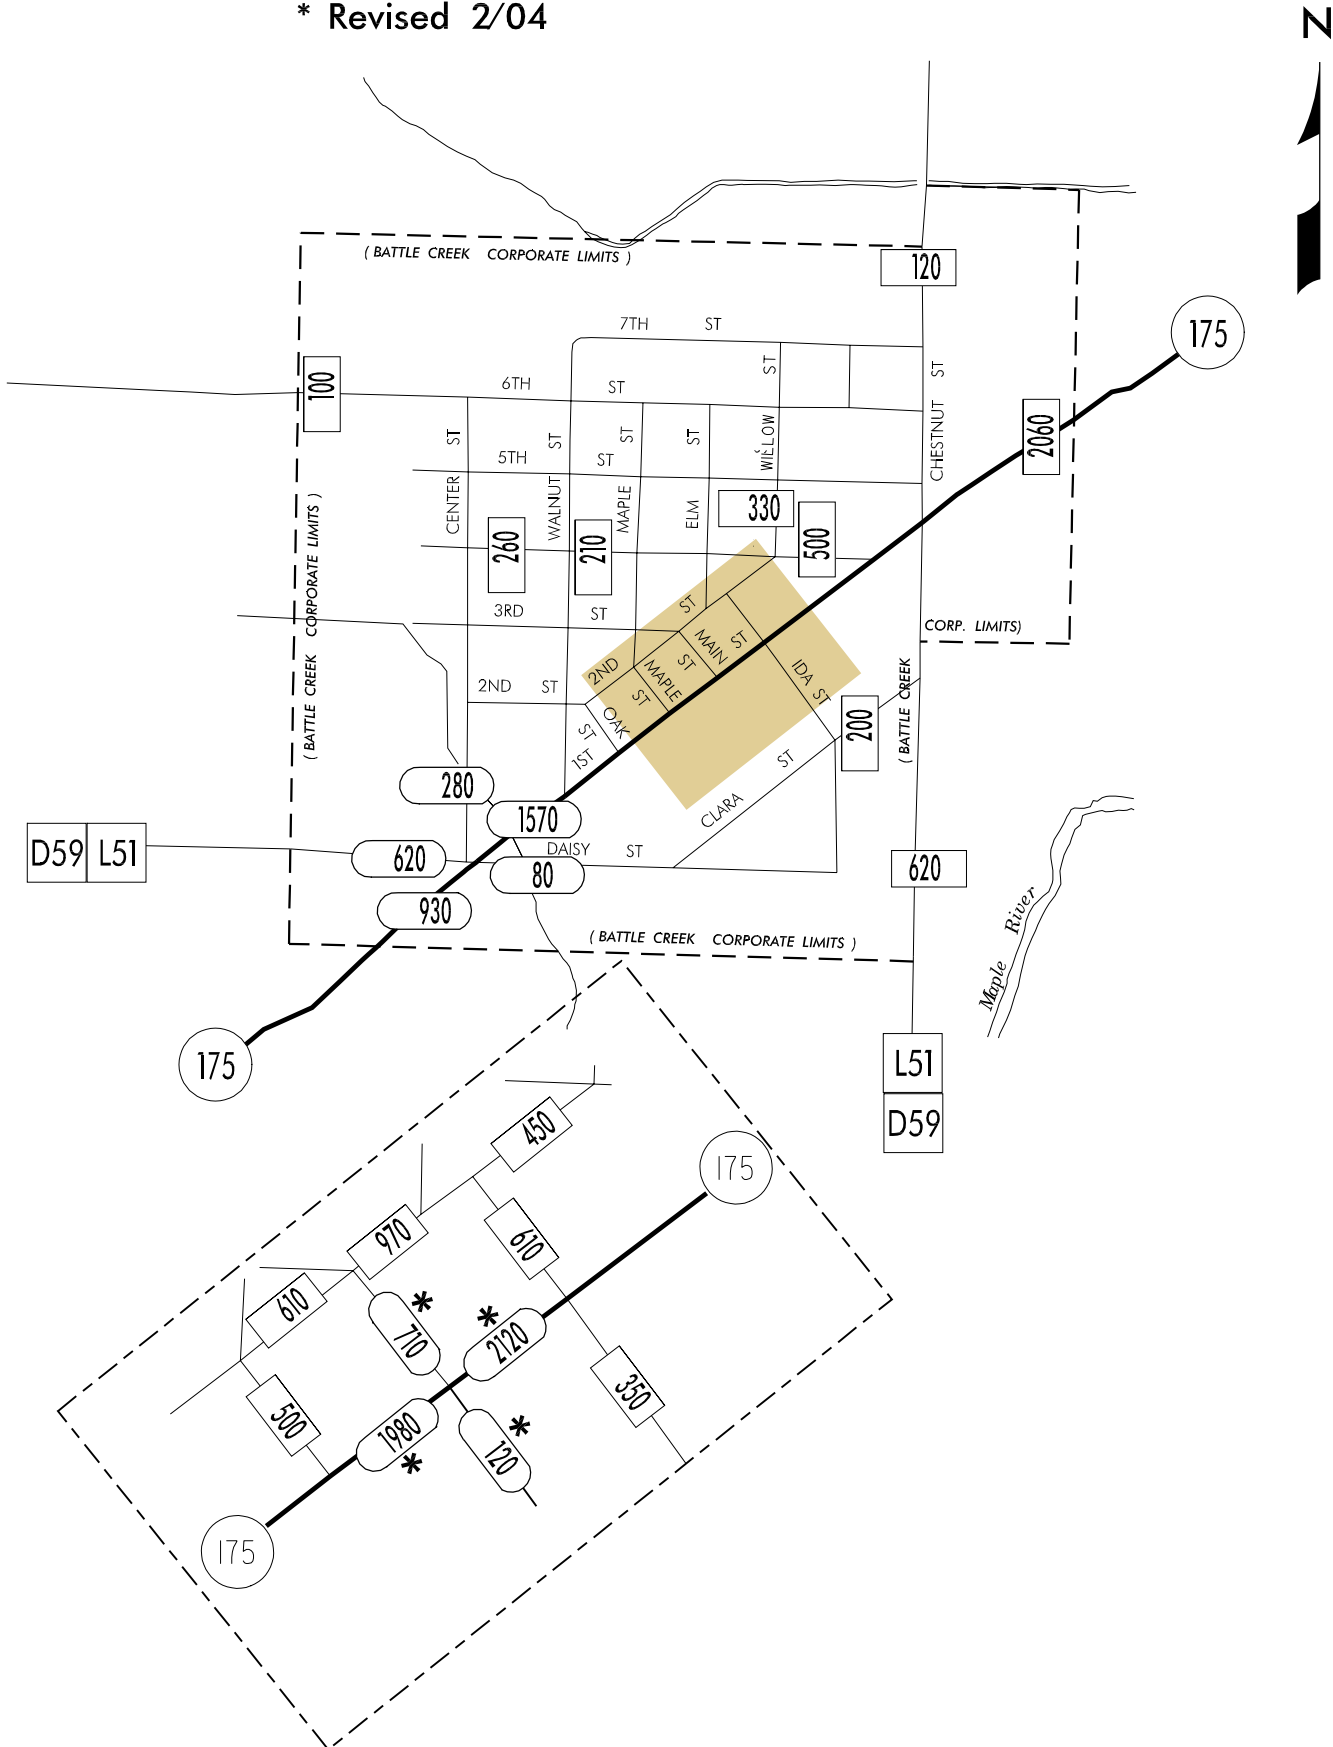 * Revised 2/04
N
( BATTLE CREEK CORPORATE LIMITS )
120
175
7TH ST
ST
ST
100
6TH ST
2060
ST
ST
ST
ST
WILLOW
CHESTNUT
5TH ST
CENTER
WALNUT
MAPLE
ELM
330
500
260
210
( BATTLE CREEK CORPORATE LIMITS )
3RD ST
ST
CORP. LIMITS)
MAIN ST
2ND
MAPLE ST
IDA ST
2ND ST
ST
OAK
ST
1ST
200
( BATTLE CREEK
ST
CLARA
280
1570
D59 L51
620
DAISY ST
80
620
930
( BATTLE CREEK CORPORATE LIMITS )
Maple River
175
L51
D59
450
175
970
610
610
*
*
710
2120
350
500
1980
*
*
120
175